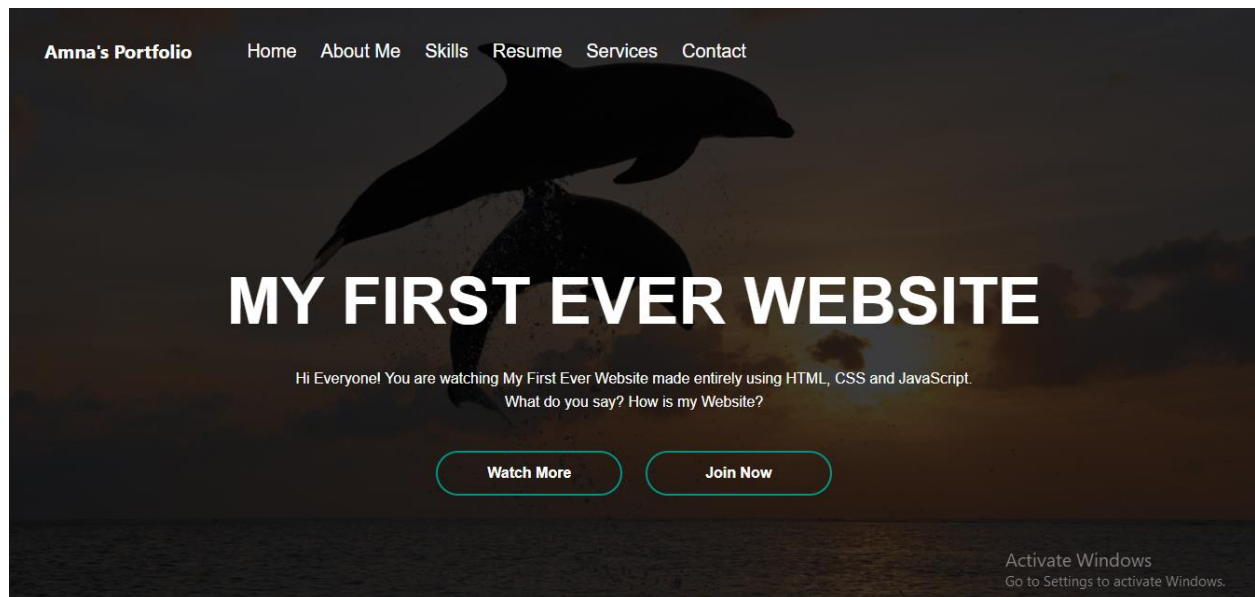 Amna's Portfolio Home About Me Skills Resume Services Contact
MY FIRST EVER WEBSITE
Hi Everyone! You are watching My First Ever Website made entirely using HTML, CSS and JavaScript.
What do you say? How is my Website?
Watch More Join Now
Activate Windows
Go to Settings to activate Windows.